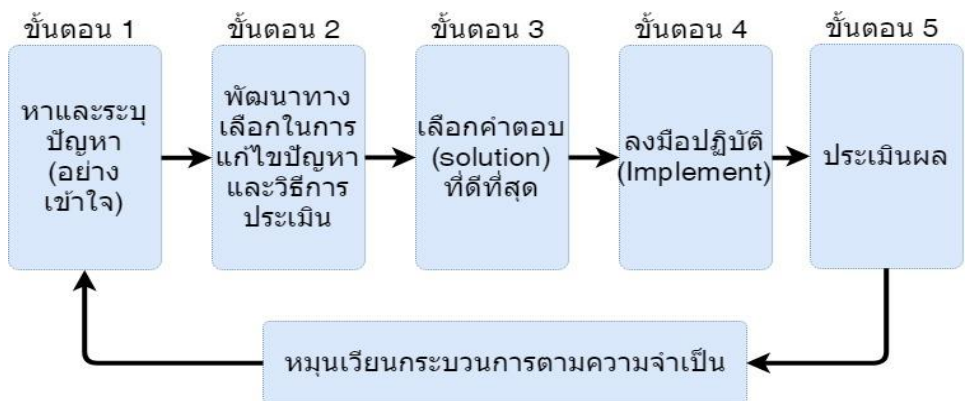 ขั้นตอน 1
หาและระบุ
ปัญหา
(อย่าง
เข้าใจ)
ขั้นตอน 2
พัฒนาทาง
เลือกในการ
แก้ไขปัญหา
และวิธีการ
ประเมิน
ขั้นตอน 3
เลือกคำตอบ
(solution)
ที่ดีที่สุด
ขั้นตอน 4
ลงมือปฏิบัติ
(Implement)
ขั้นตอน 5
ประเมินผล
หมุนเวียนกระบวนการตามความจำเป็น